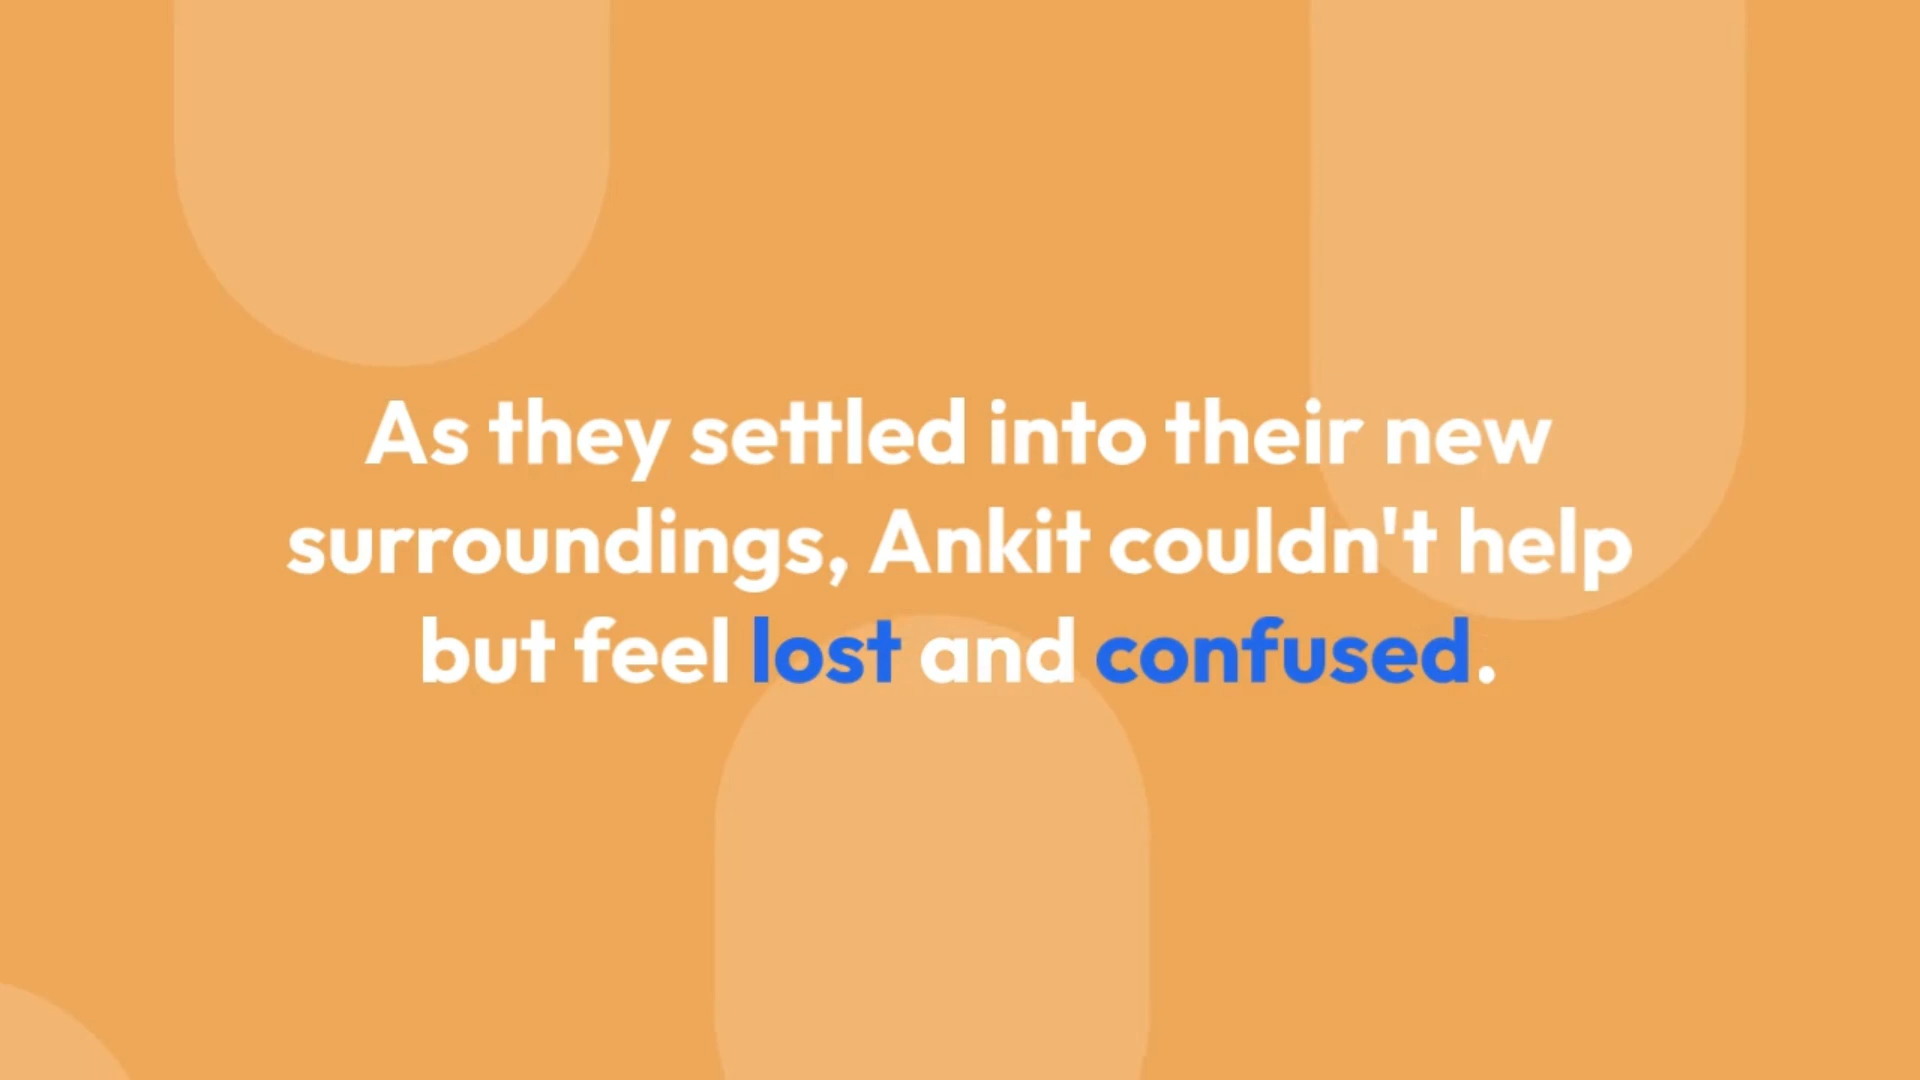 As they settled into their new
surroundings, Ankit couldn't help
but feel lost and confused.